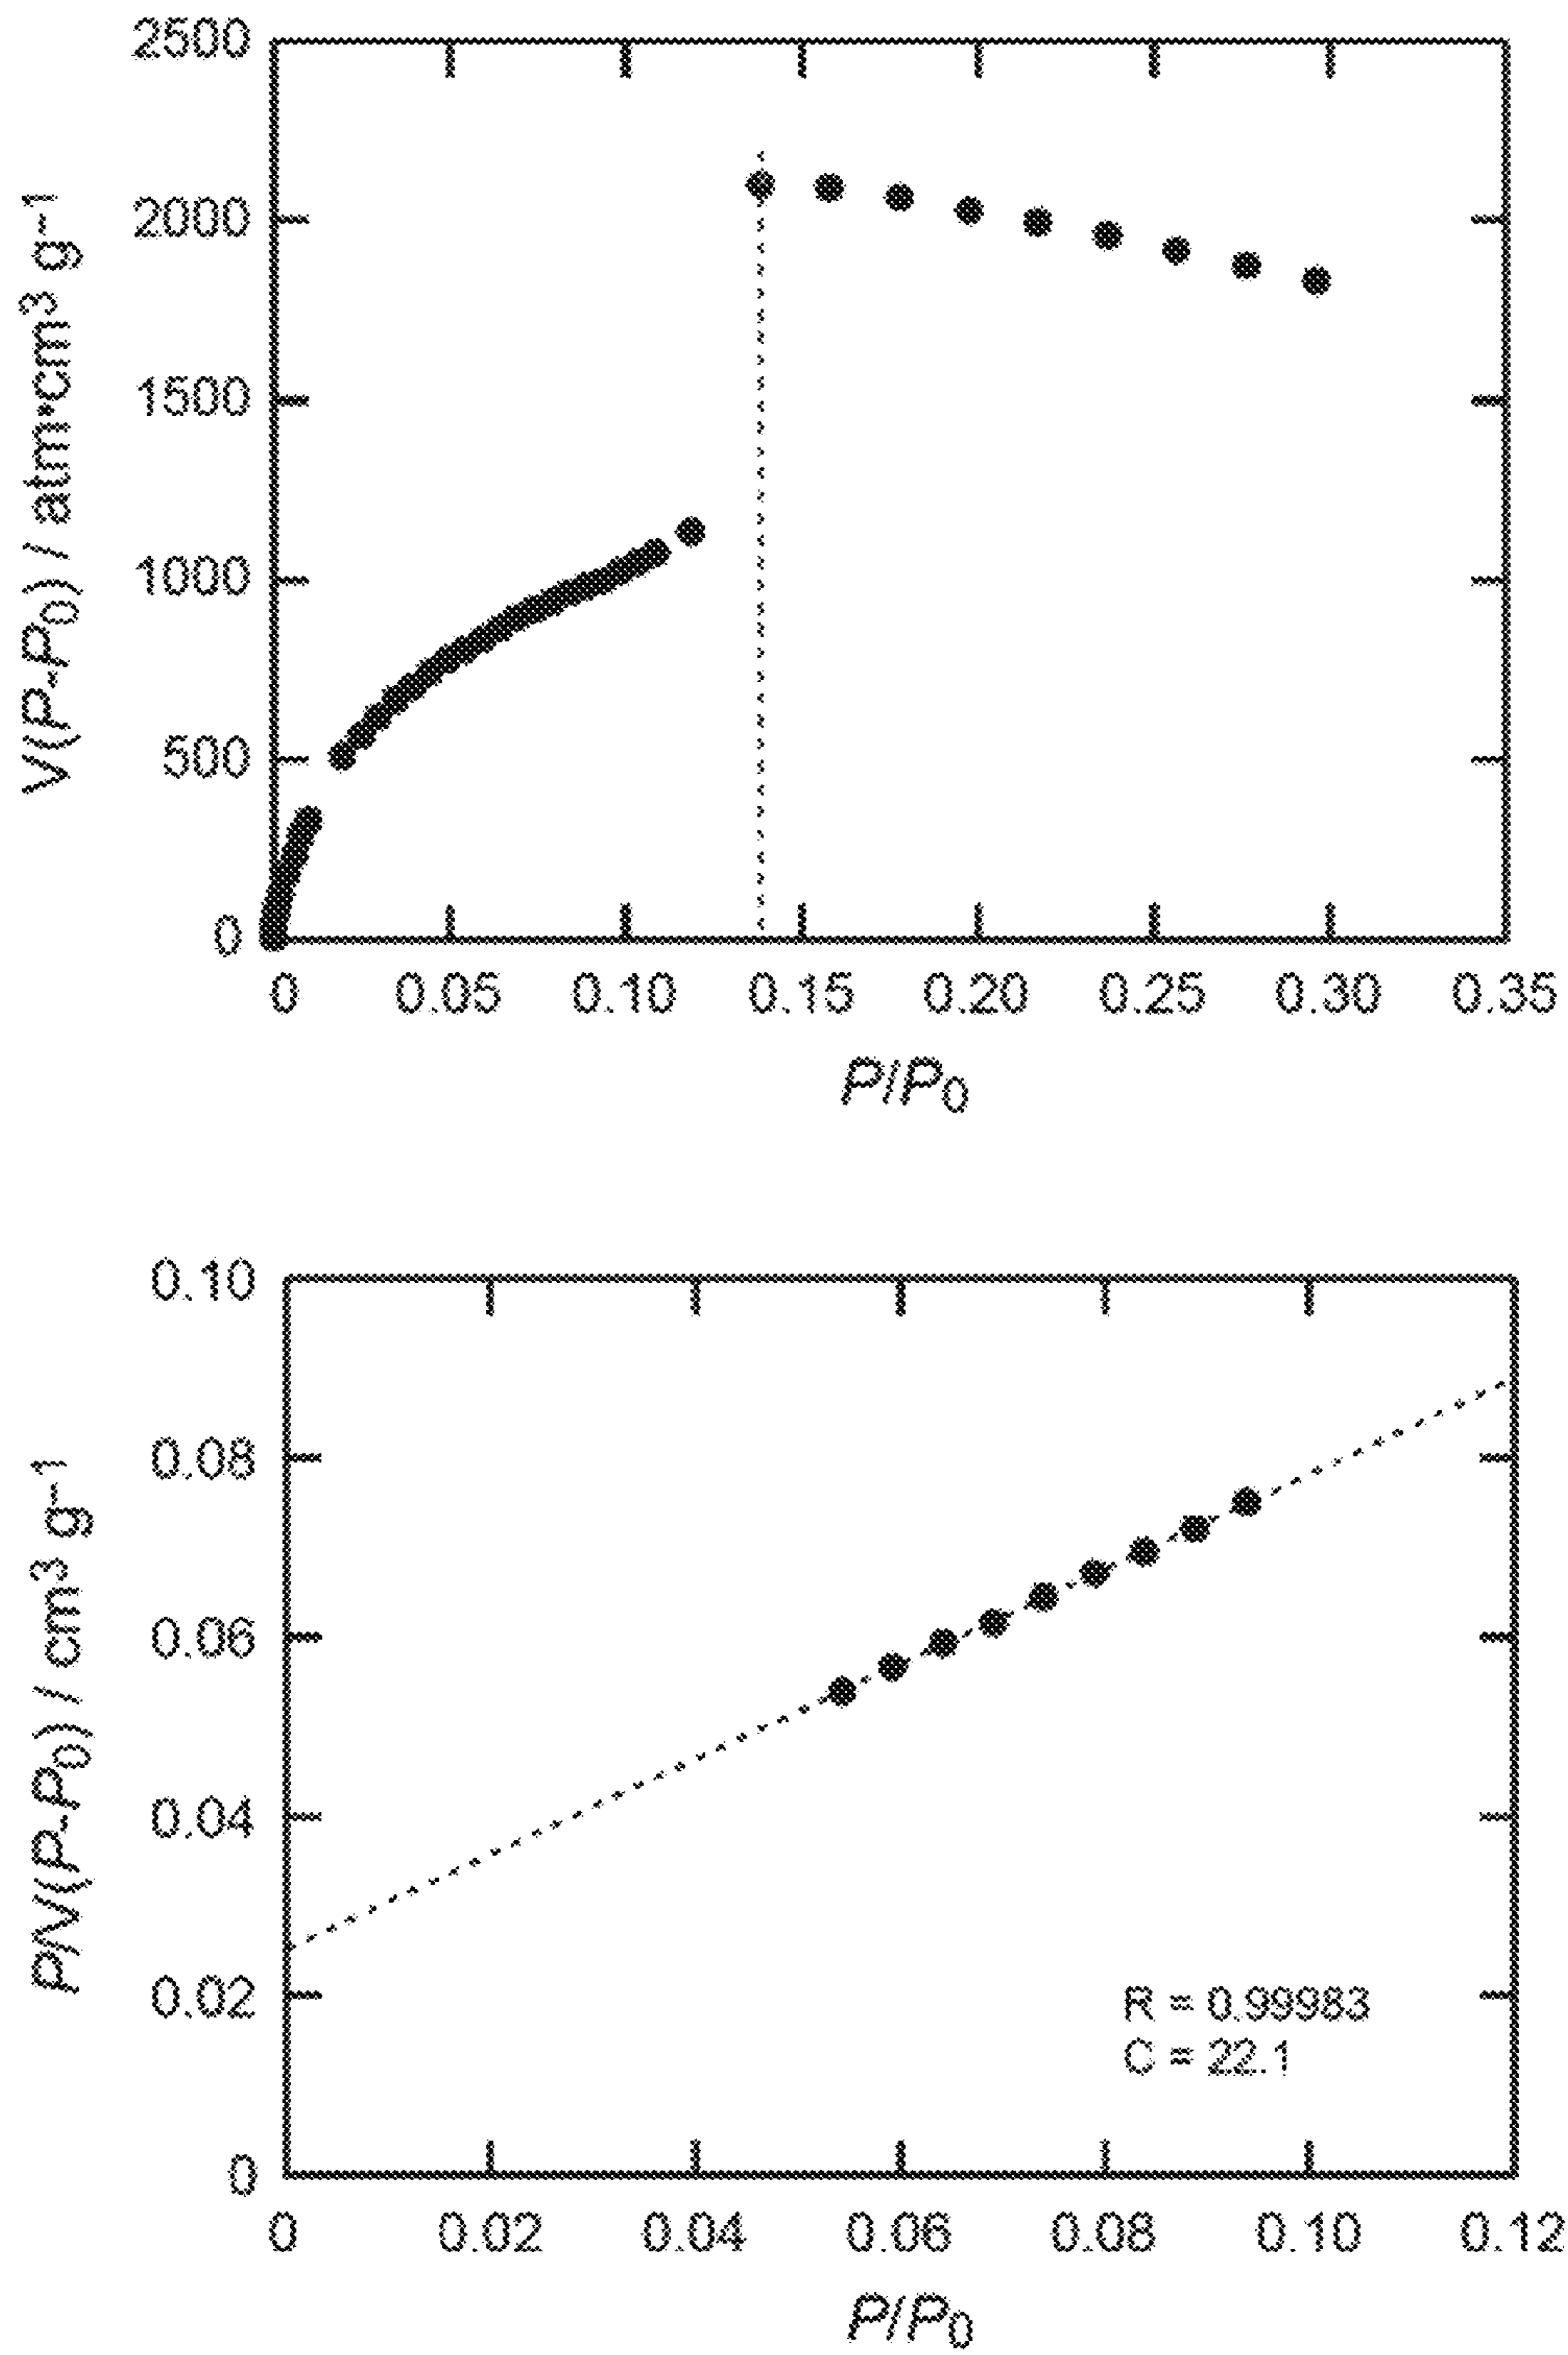 V(P-P0) / atm•cm3 g–1
2500
2000
1500
1000
500
0
0 0.05 0.10 0.15 0.20 0.25 0.30 0.35
P/P0
P/V(P-P0) / cm3 g–1
0.10
0.08
0.06
0.04
0.02
0
R = 0.99983
C = 22.1
0 0.02 0.04 0.06 0.08 0.10 0.12
P/P0